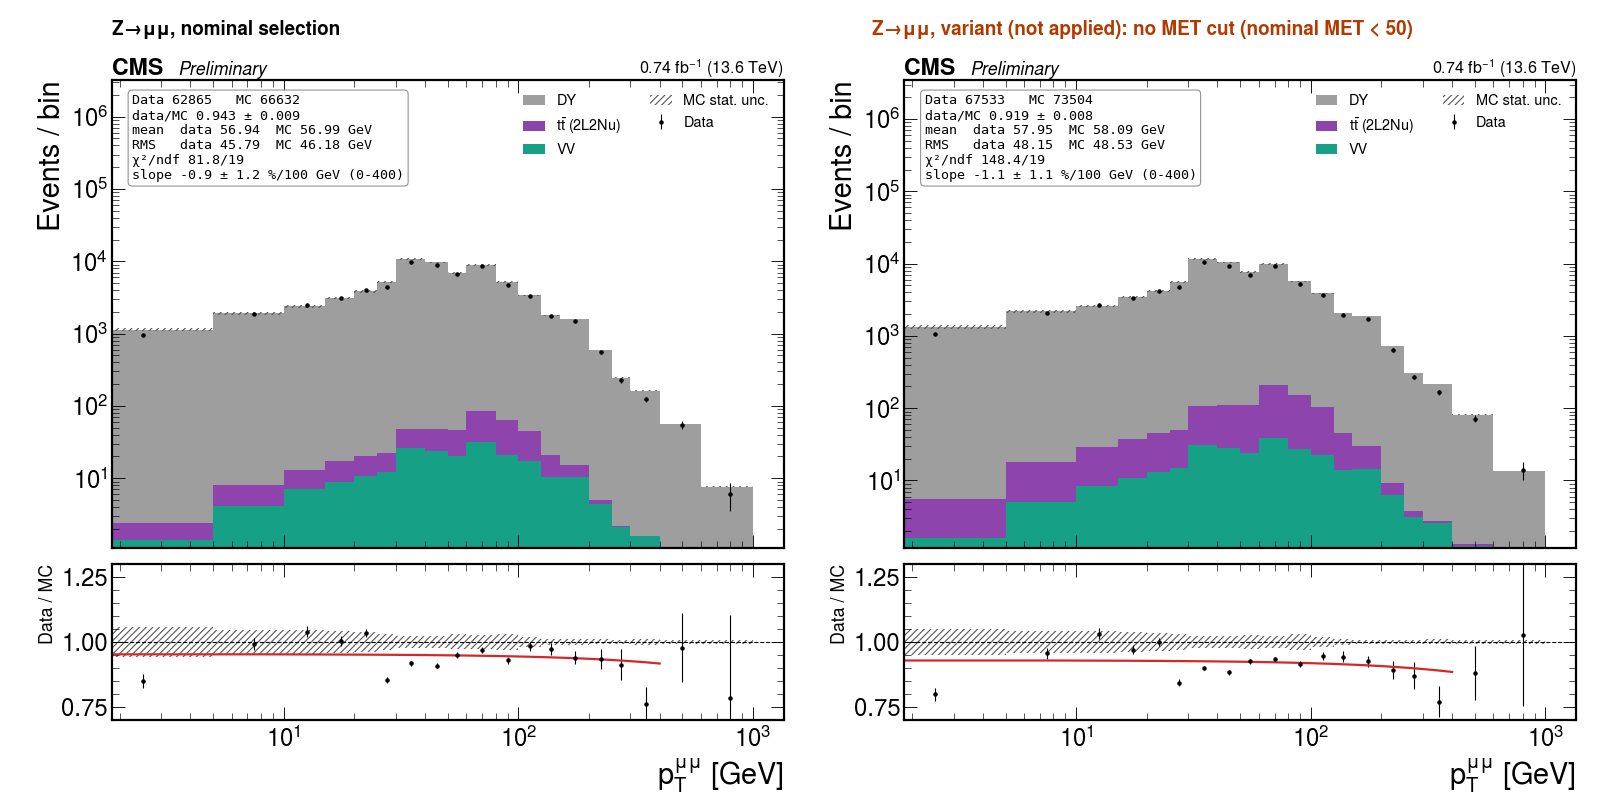 Z→μμ, nominal selection
CMS Preliminary 0.74 fb⁻¹ (13.6 TeV)
Events / bin
10⁶
10⁵
10⁴
10³
10²
10¹
Data 62865 MC 66632
data/MC 0.943 ± 0.009
mean data 56.94 MC 56.99 GeV
RMS data 45.79 MC 46.18 GeV
χ²/ndf 81.8/19
slope -0.9 ± 1.2 %/100 GeV (0-400)
DY
tt̄ (2L2Nu)
VV
MC stat. unc.
Data
Data / MC
1.25
1.00
0.75
10¹ 10² 10³
p_T^μμ [GeV]
Z→μμ, variant (not applied): no MET cut (nominal MET < 50)
CMS Preliminary 0.74 fb⁻¹ (13.6 TeV)
Events / bin
10⁶
10⁵
10⁴
10³
10²
10¹
Data 67533 MC 73504
data/MC 0.919 ± 0.008
mean data 57.95 MC 58.09 GeV
RMS data 48.15 MC 48.53 GeV
χ²/ndf 148.4/19
slope -1.1 ± 1.1 %/100 GeV (0-400)
DY
tt̄ (2L2Nu)
VV
MC stat. unc.
Data
Data / MC
1.25
1.00
0.75
10¹ 10² 10³
p_T^μμ [GeV]